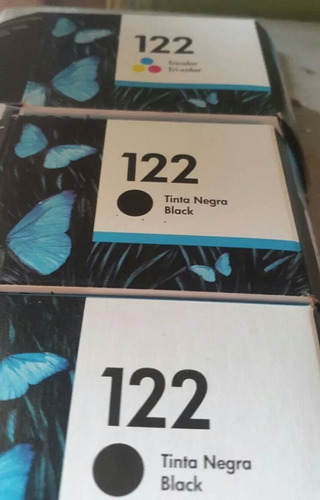 122
Tricolor
Tri-color
122
Tinta Negra
Black
122
Tinta Negra
Black